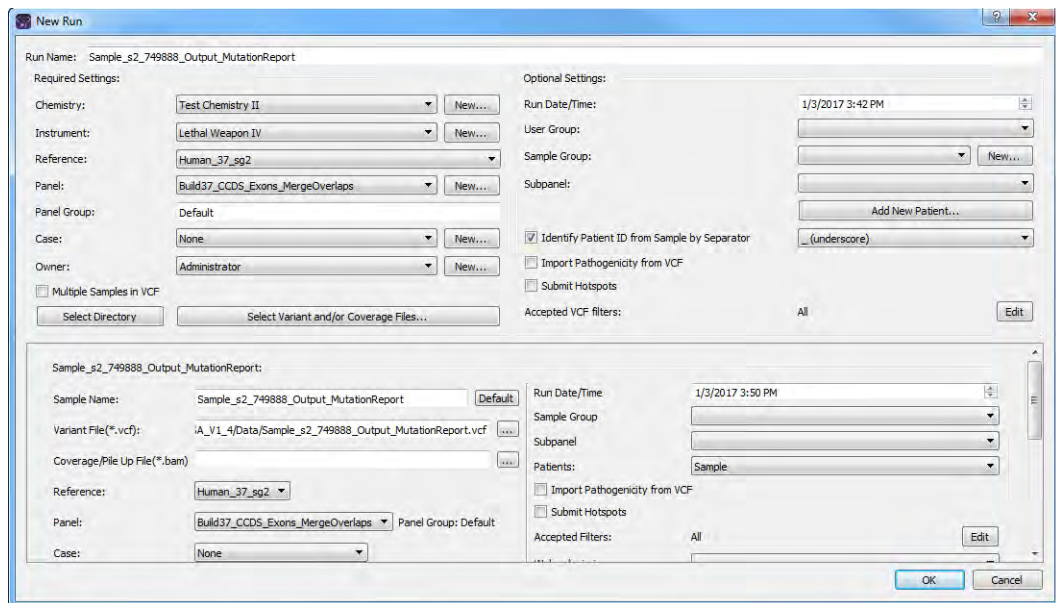 New Run
Run Name: Sample_s2_749888_Output_MutationReport
Required Settings:
Chemistry: Test Chemistry II New...
Instrument: Lethal Weapon IV New...
Reference: Human_37_sg2
Panel: Build37_CCDS_Exons_MergeOverlaps New...
Panel Group: Default
Case: None New...
Owner: Administrator New...
Multiple Samples in VCF
Select Directory Select Variant and/or Coverage Files...
Optional Settings:
Run Date/Time: 1/3/2017 3:42 PM
User Group:
Sample Group: New...
Subpanel:
Add New Patient...
Identify Patient ID from Sample by Separator _ (underscore)
Import Pathogenicity from VCF
Submit Hotspots
Accepted VCF filters: All Edit
Sample_s2_749888_Output_MutationReport:
Sample Name: Sample_s2_749888_Output_MutationReport Default
Variant File(*.vcf): A_V1_4/Data/Sample_s2_749888_Output_MutationReport.vcf ...
Coverage/Pile Up File(*.bam) ...
Reference: Human_37_sg2
Panel: Build37_CCDS_Exons_MergeOverlaps Panel Group: Default
Case: None
Run Date/Time 1/3/2017 3:50 PM
Sample Group
Subpanel
Patients: Sample
Import Pathogenicity from VCF
Submit Hotspots
Accepted Filters: All Edit
OK Cancel